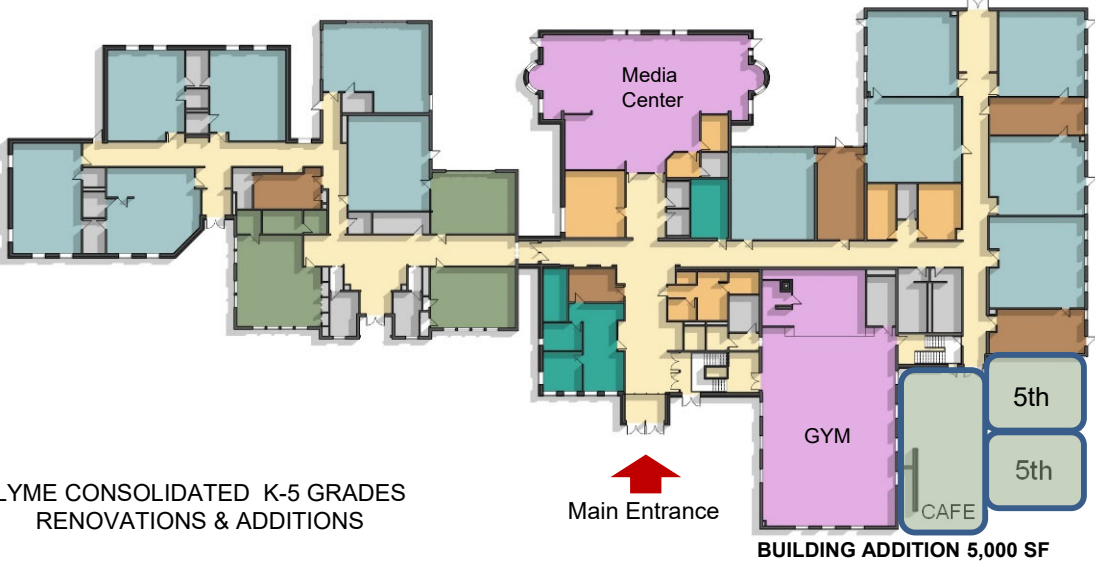 Media
Center
GYM
5th
5th
CAFE
LYME CONSOLIDATED K-5 GRADES
RENOVATIONS & ADDITIONS
Main Entrance
BUILDING ADDITION 5,000 SF